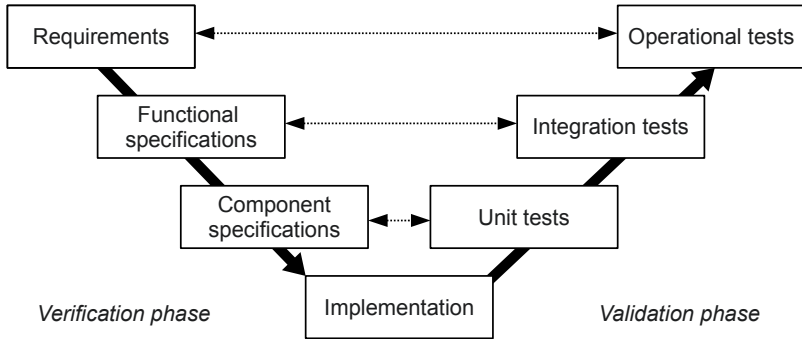 Requirements
Operational tests
Functional
specifications
Integration tests
Component
specifications
Unit tests
Implementation
Verification phase
Validation phase